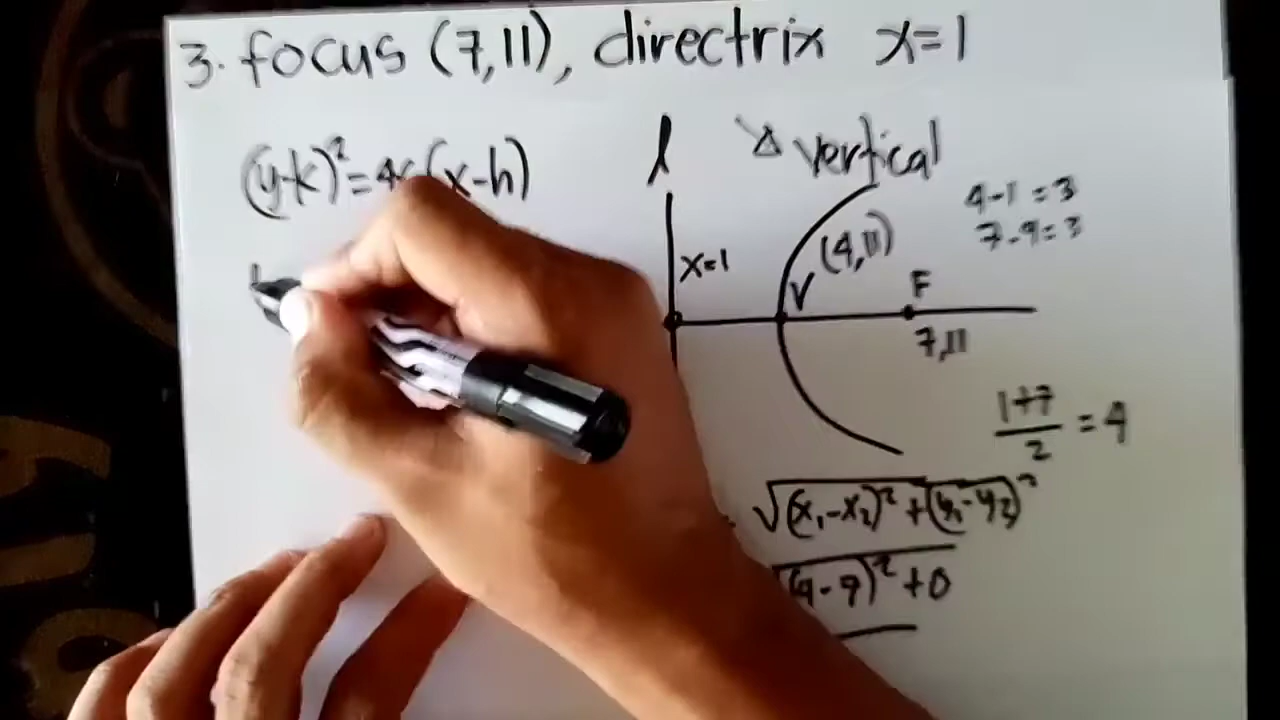 3. focus (7,11), directrix x=1
(y-k)²=4c(x-h)
l
vertical
4-1=3
7-4=3
x=1
(4,11)
V
F
7,11
1+7
2
=4
√(x₁-x₂)²+(y₁-y₂)²
(4-7)²+0